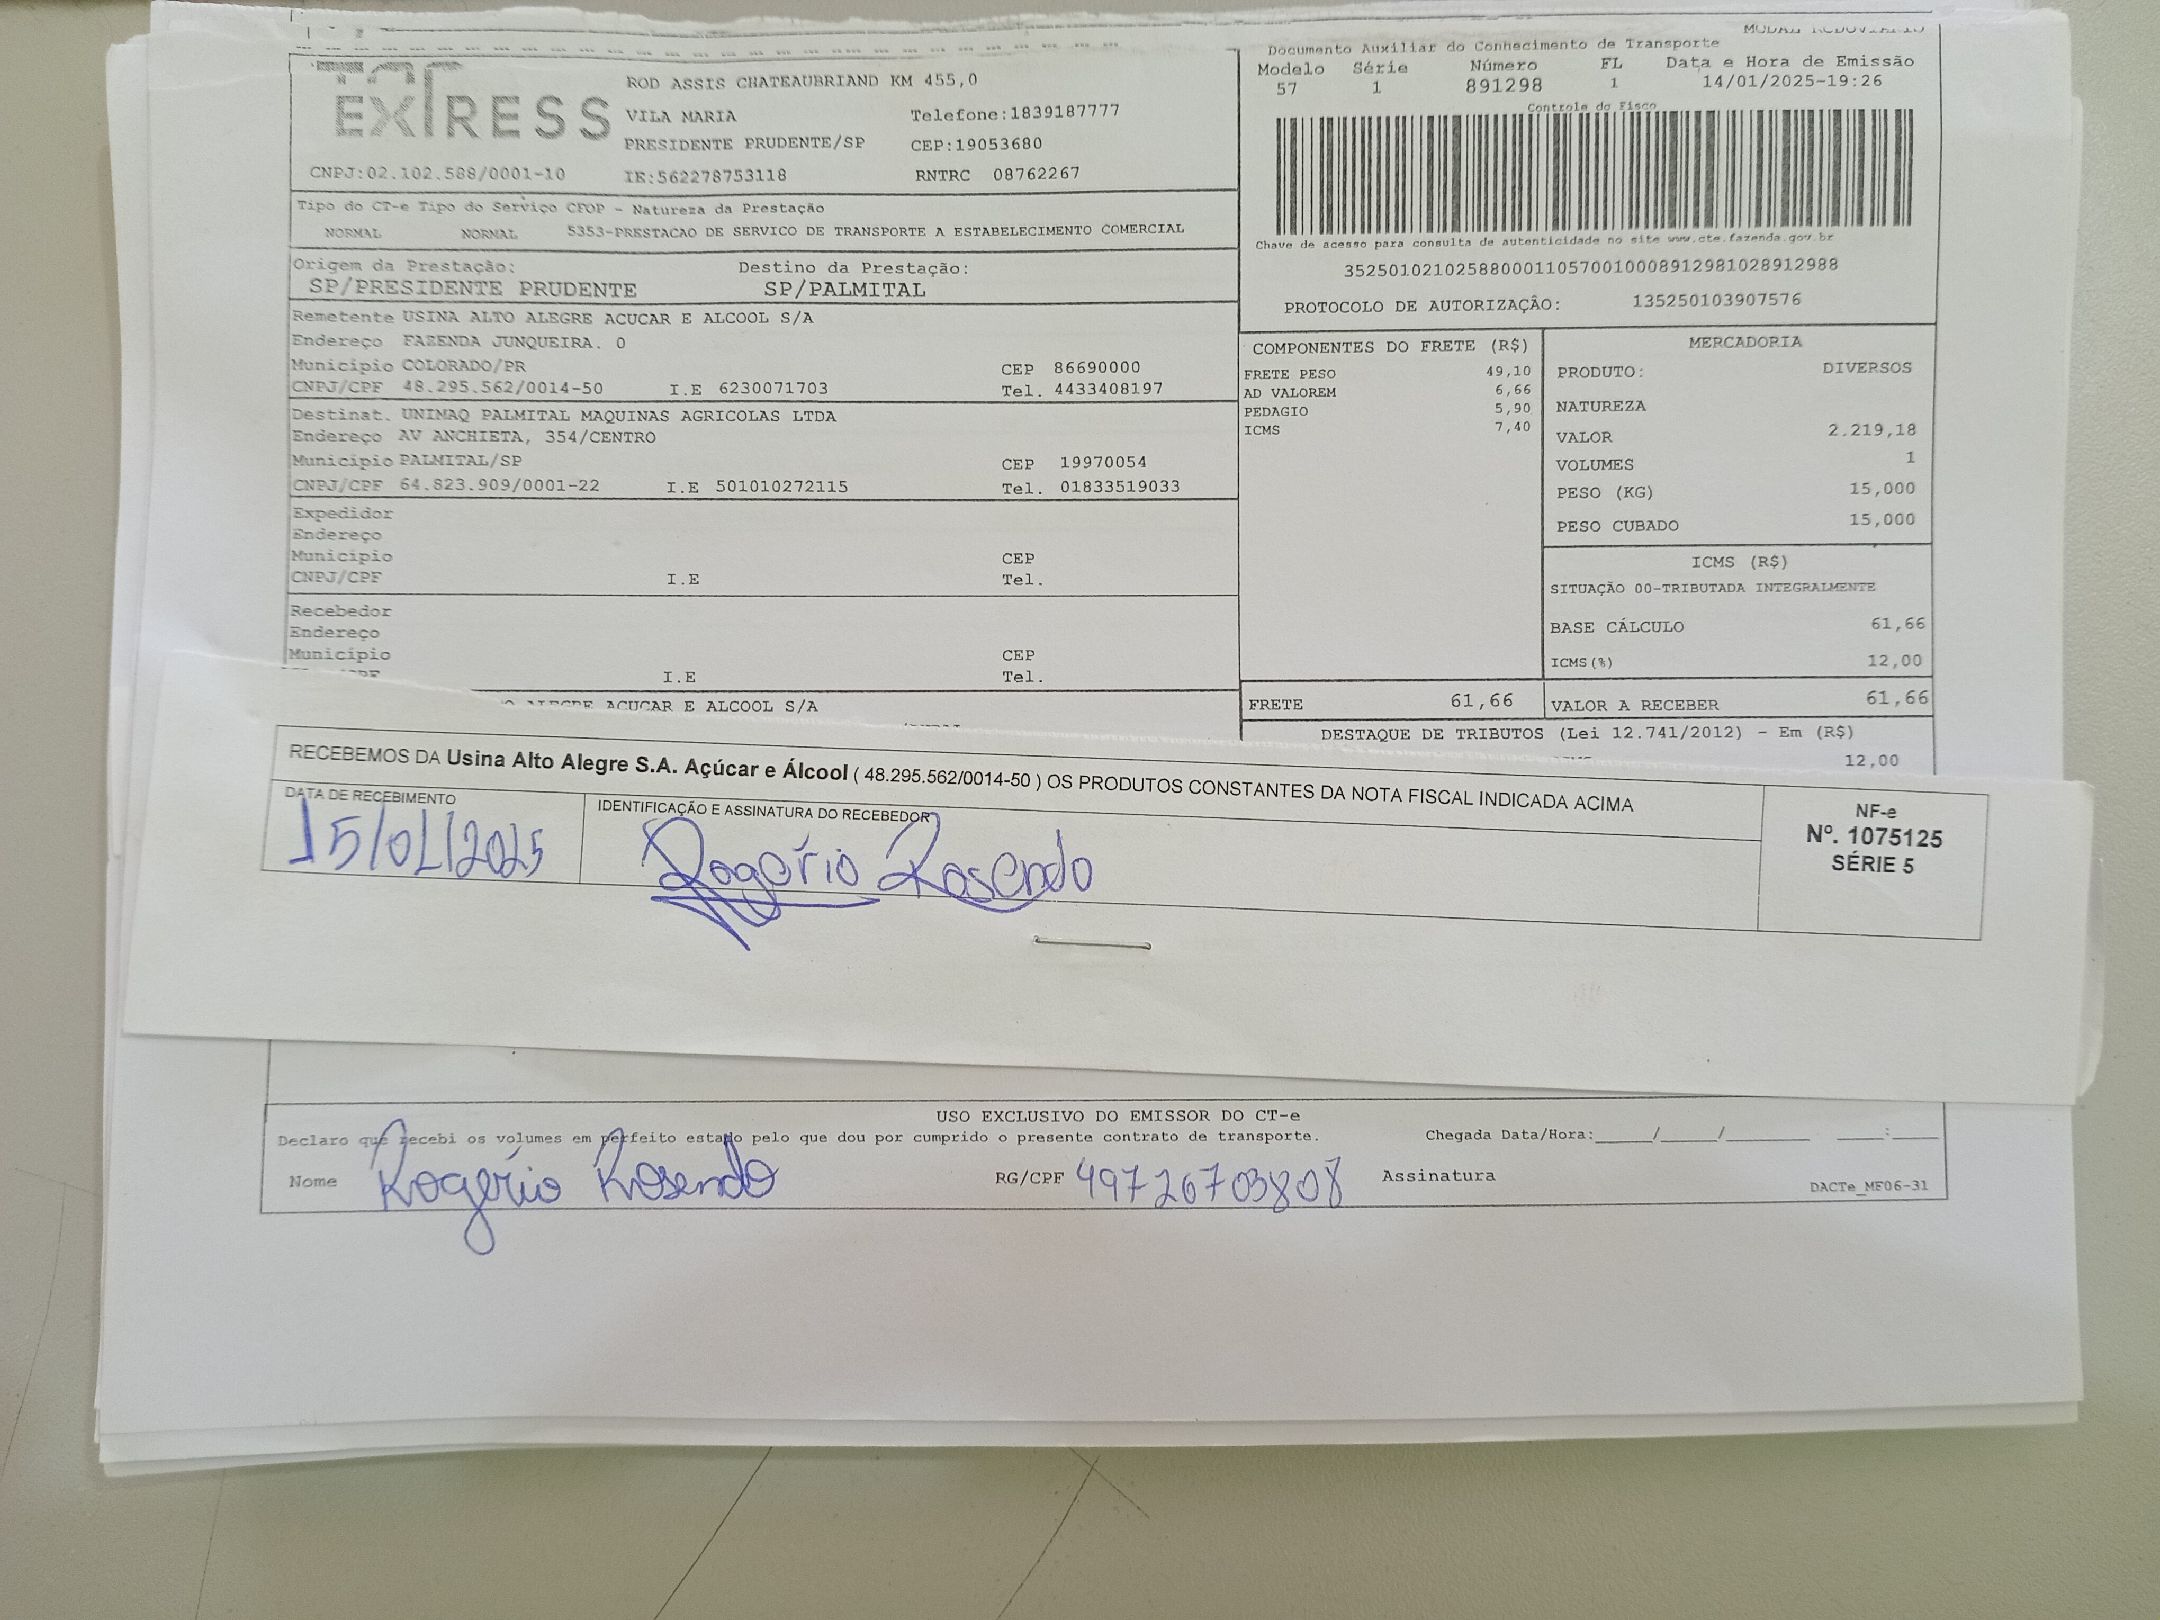 MODAL RODOVIARIO
Documento Auxiliar do Conhecimento de Transporte
Modelo Série Número FL Data e Hora de Emissão
57 1 891298 1 14/01/2025-19:26
Controle do Fisco
EXPRESS
ROD ASSIS CHATEAUBRIAND KM 455,0
VILA MARIA Telefone:1839187777
PRESIDENTE PRUDENTE/SP CEP:19053680
CNPJ:02.102.588/0001-10 IE:562278753118 RNTRC 08762267
Tipo do CT-e Tipo do Serviço CFOP - Natureza da Prestação
NORMAL NORMAL 5353-PRESTACAO DE SERVICO DE TRANSPORTE A ESTABELECIMENTO COMERCIAL
Chave de acesso para consulta de autenticidade no site www.cte.fazenda.gov.br
35250102102588000110570010008912981028912988
PROTOCOLO DE AUTORIZAÇÃO: 135250103907576
Origem da Prestação: Destino da Prestação:
SP/PRESIDENTE PRUDENTE SP/PALMITAL
Remetente USINA ALTO ALEGRE ACUCAR E ALCOOL S/A
Endereço FAZENDA JUNQUEIRA. 0
Município COLORADO/PR CEP 86690000
CNPJ/CPF 48.295.562/0014-50 I.E 6230071703 Tel. 4433408197
Destinat. UNIMAQ PALMITAL MAQUINAS AGRICOLAS LTDA
Endereço AV ANCHIETA, 354/CENTRO
Município PALMITAL/SP CEP 19970054
CNPJ/CPF 64.823.909/0001-22 I.E 501010272115 Tel. 01833519033
Expedidor
Endereço
Município CEP
CNPJ/CPF I.E Tel.
Recebedor
Endereço
Município CEP
I.E Tel.
ALEGRE ACUCAR E ALCOOL S/A
COMPONENTES DO FRETE (R$)
FRETE PESO 49,10
AD VALOREM 6,66
PEDAGIO 5,90
ICMS 7,40
FRETE 61,66
MERCADORIA
PRODUTO: DIVERSOS
NATUREZA
VALOR 2.219,18
VOLUMES 1
PESO (KG) 15,000
PESO CUBADO 15,000
ICMS (R$)
SITUAÇÃO 00-TRIBUTADA INTEGRALMENTE
BASE CÁLCULO 61,66
ICMS(%) 12,00
VALOR A RECEBER 61,66
DESTAQUE DE TRIBUTOS (Lei 12.741/2012) - Em (R$)
12,00
RECEBEMOS DA Usina Alto Alegre S.A. Açúcar e Álcool ( 48.295.562/0014-50 ) OS PRODUTOS CONSTANTES DA NOTA FISCAL INDICADA ACIMA
DATA DE RECEBIMENTO IDENTIFICAÇÃO E ASSINATURA DO RECEBEDOR
15/01/2025 Rogério Rosendo
NF-e
Nº. 1075125
SÉRIE 5
USO EXCLUSIVO DO EMISSOR DO CT-e
Declaro que recebi os volumes em perfeito estado pelo que dou por cumprido o presente contrato de transporte. Chegada Data/Hora:_____/_____/_______ ____:____
Nome Rogério Rosendo RG/CPF 49726703808 Assinatura
DACTe_MF06-31